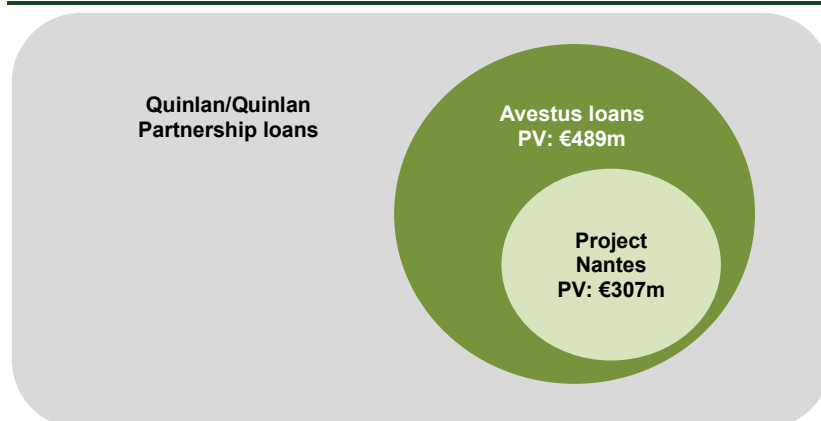 Quinlan/Quinlan
Partnership loans
Avestus loans
PV: €489m
Project
Nantes
PV: €307m